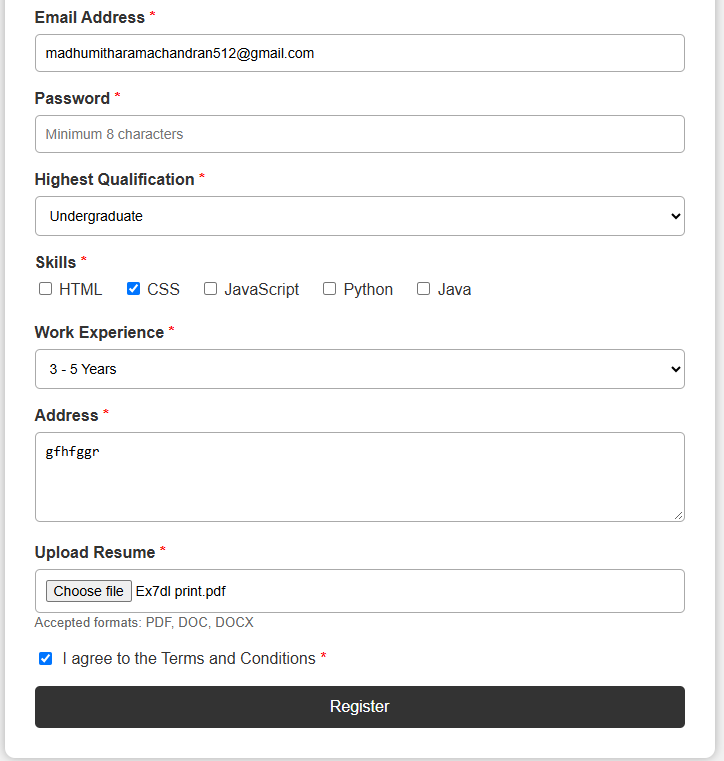 Email Address *
madhumitharamachandran512@gmail.com
Password *
Minimum 8 characters
Highest Qualification *
Undergraduate
Skills *
HTML CSS JavaScript Python Java
Work Experience *
3 - 5 Years
Address *
gfhfggr
Upload Resume *
Choose file Ex7dl print.pdf
Accepted formats: PDF, DOC, DOCX
I agree to the Terms and Conditions *
Register